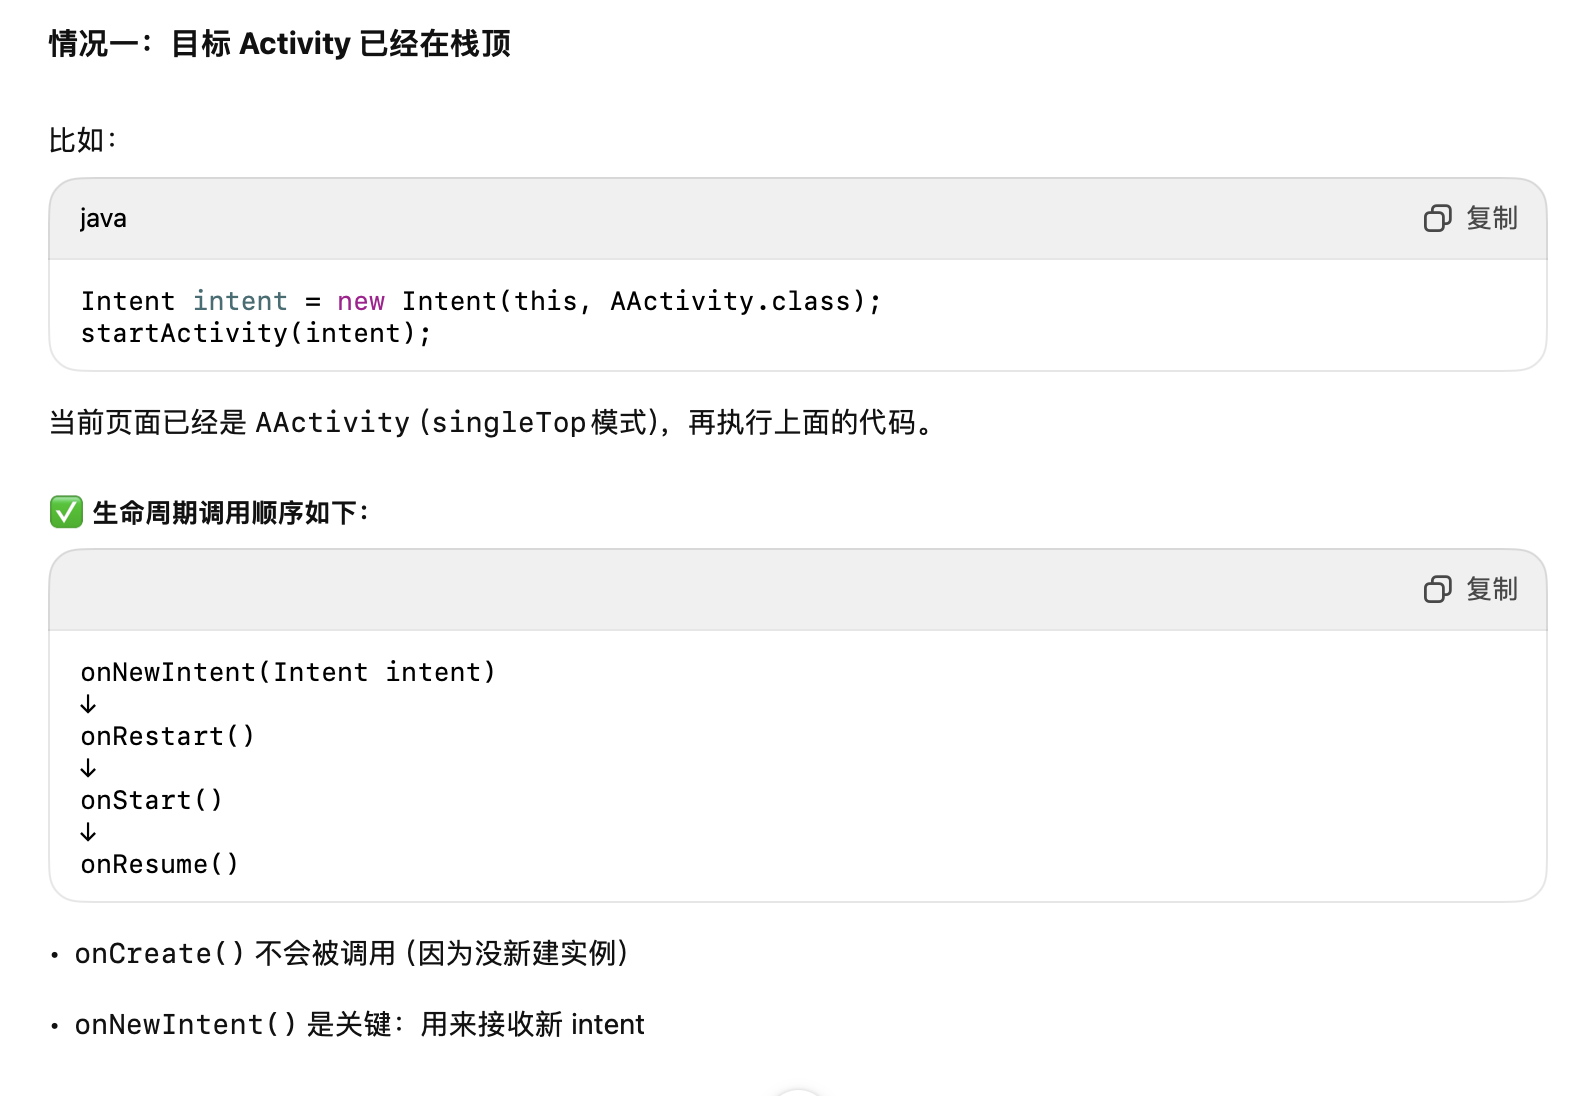 情况一：目标 Activity 已经在栈顶
比如：
java
复制
Intent intent = new Intent(this, AActivity.class);
startActivity(intent);
当前页面已经是 AActivity（singleTop模式），再执行上面的代码。
✅ 生命周期调用顺序如下：
复制
onNewIntent(Intent intent)
↓
onRestart()
↓
onStart()
↓
onResume()
• onCreate() 不会被调用（因为没新建实例）
• onNewIntent() 是关键：用来接收新 intent